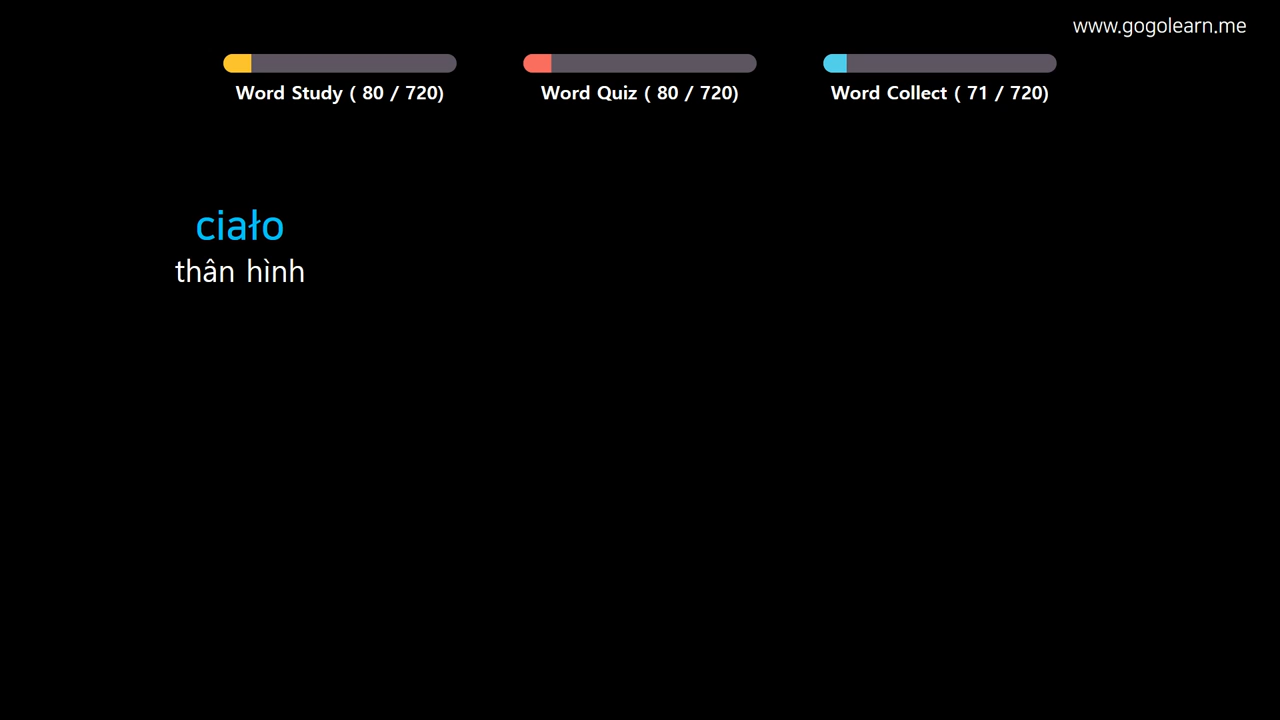 www.gogolearn.me
Word Study ( 80 / 720)
Word Quiz ( 80 / 720)
Word Collect ( 71 / 720)
ciało
thân hình